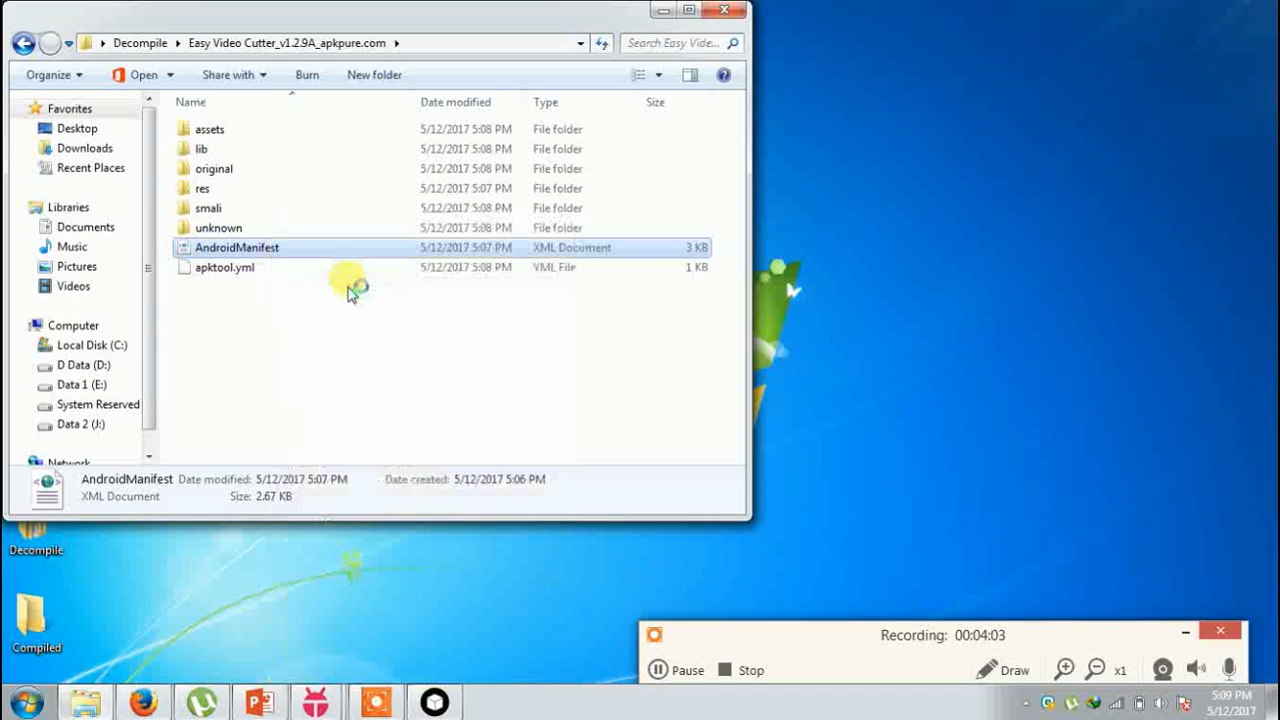 Decompile
Easy Video Cutter_v1.2.9A_apkpure.com
Search Easy Vide...
Organize
Open
Share with
Burn
New folder
Name
Date modified
Type
Size
Favorites
Desktop
Downloads
Recent Places
Libraries
Documents
Music
Pictures
Videos
Computer
Local Disk (C:)
D Data (D:)
Data 1 (E:)
System Reserved
Data 2 (J:)
Network
assets 5/12/2017 5:08 PM File folder
lib 5/12/2017 5:08 PM File folder
original 5/12/2017 5:08 PM File folder
res 5/12/2017 5:07 PM File folder
smali 5/12/2017 5:08 PM File folder
unknown 5/12/2017 5:08 PM File folder
AndroidManifest 5/12/2017 5:07 PM XML Document 3 KB
apktool.yml 5/12/2017 5:08 PM YML File 1 KB
AndroidManifest Date modified: 5/12/2017 5:07 PM Date created: 5/12/2017 5:06 PM
XML Document Size: 2.67 KB
Decompile
Compiled
Recording: 00:04:03
Pause
Stop
Draw
x1
5:09 PM
5/12/2017